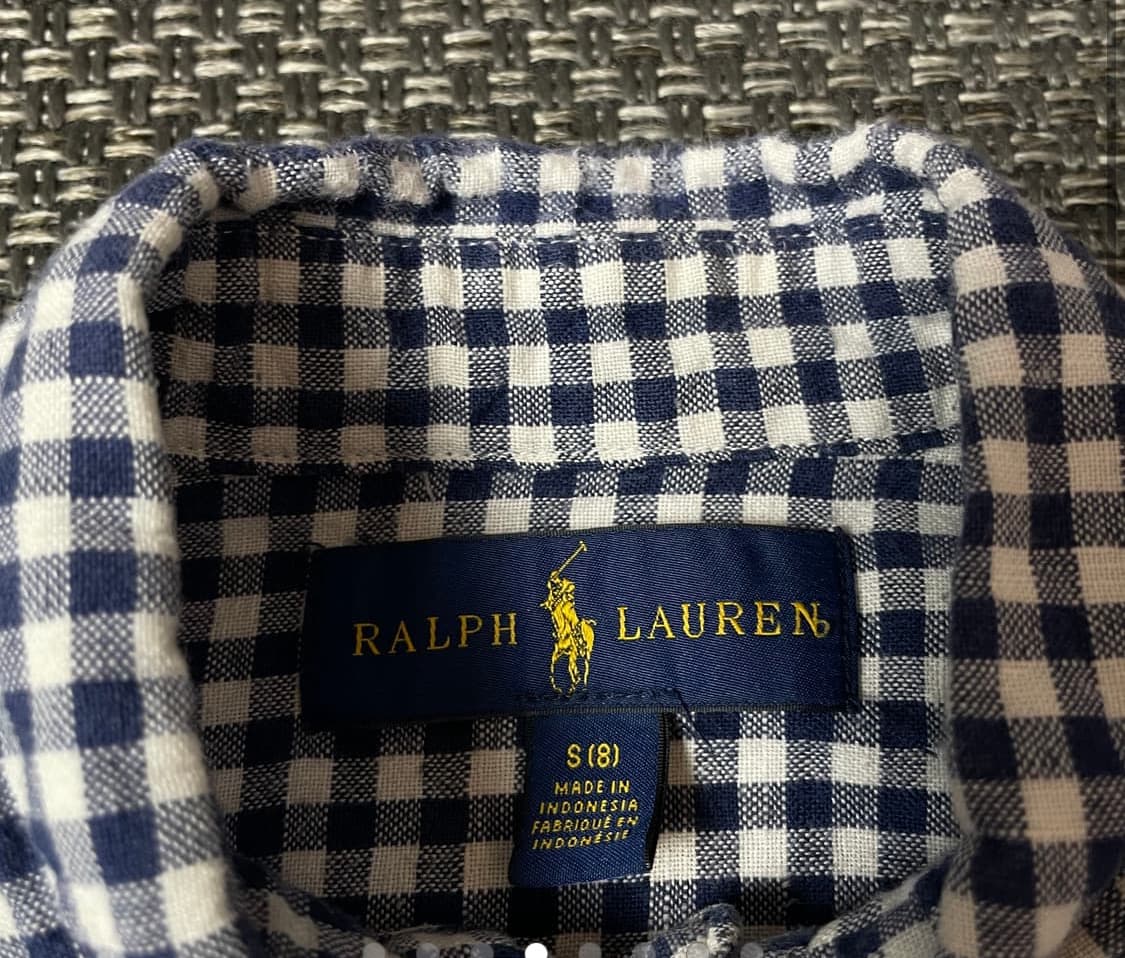 RALPH LAUREN
S (8)
MADE IN
INDONESIA
FABRIQUÉ EN
INDONÉSIE